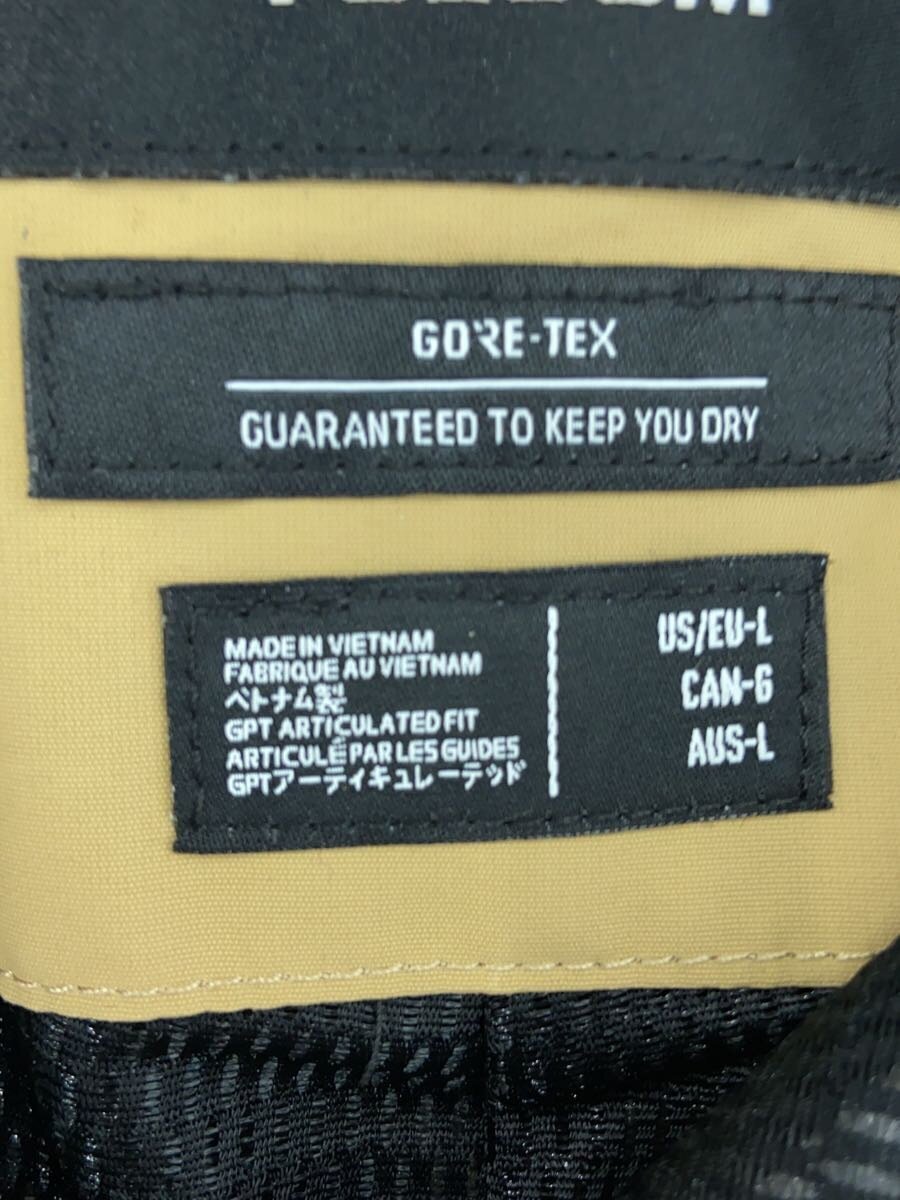 GORE-TEX
GUARANTEED TO KEEP YOU DRY
MADE IN VIETNAM
FABRIQUE AU VIETNAM
ベトナム製
GPT ARTICULATED FIT
ARTICULÉ PAR LES GUIDES
GPTアーティキュレーテッド
US/EU-L
CAN-G
AUS-L